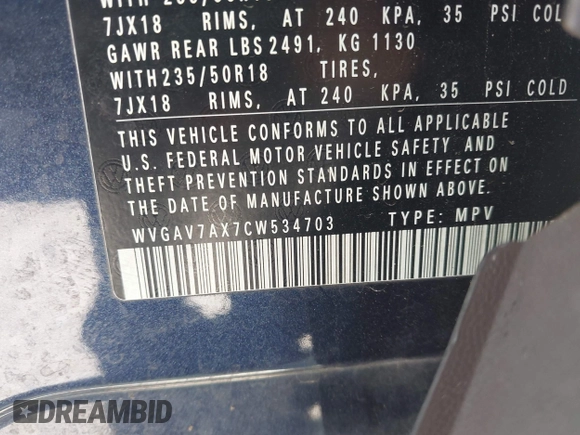 7JX18 RIMS, AT 240 KPA, 35 PSI COL
GAWR REAR LBS 2491, KG 1130
WITH235/50R18 TIRES,
7JX18 RIMS, AT 240 KPA, 35 PSI COLD
THIS VEHICLE CONFORMS TO ALL APPLICABLE
U.S. FEDERAL MOTOR VEHICLE SAFETY AND
THEFT PREVENTION STANDARDS IN EFFECT ON
THE DATE OF MANUFACTURE SHOWN ABOVE.
WVGAV7AX7CW534703 TYPE: MPV
DREAMBID